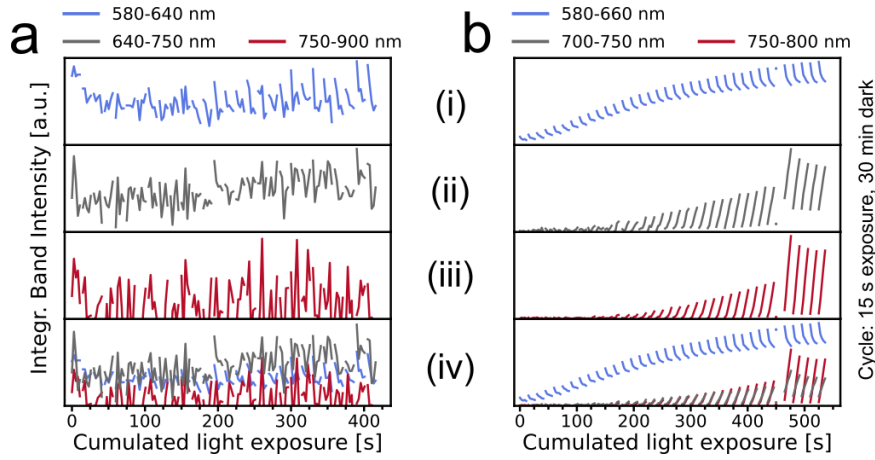 a
580-640 nm
640-750 nm
750-900 nm
b
580-660 nm
700-750 nm
750-800 nm
Integr. Band Intensity [a.u.]
(i)
(ii)
(iii)
(iv)
Cycle: 15 s exposure, 30 min dark
0 100 200 300 400
Cumulated light exposure [s]
0 100 200 300 400 500
Cumulated light exposure [s]